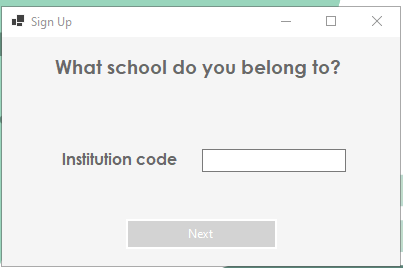 Sign Up
What school do you belong to?
Institution code
Next